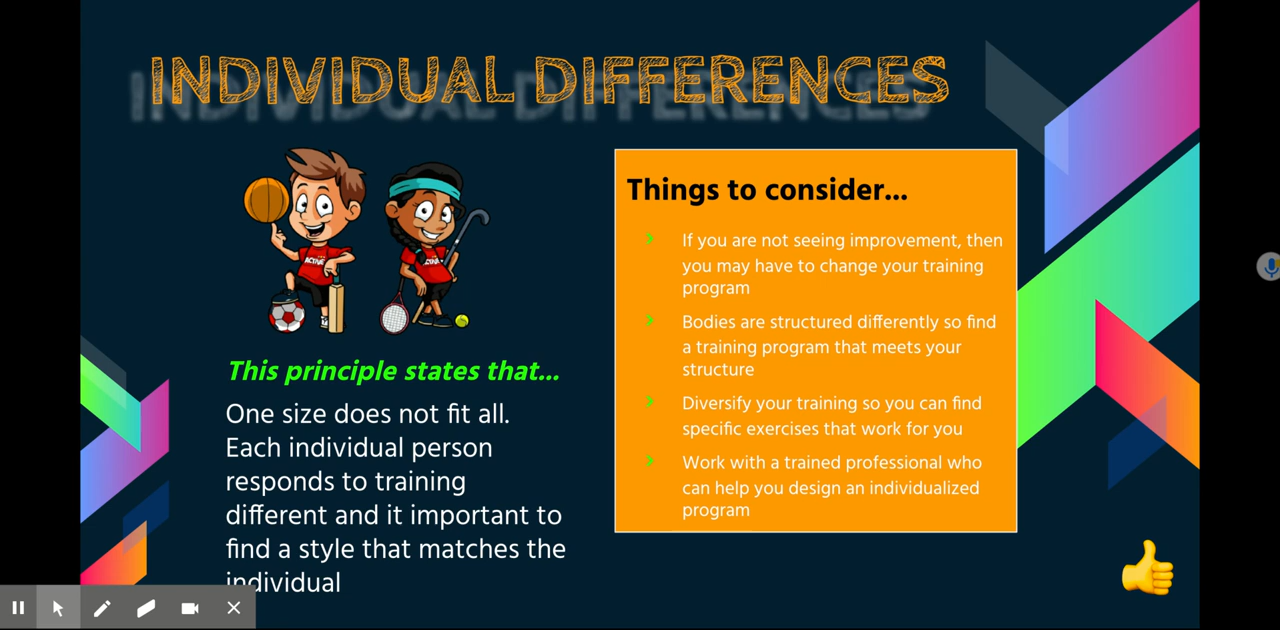 INDIVIDUAL DIFFERENCES
ACTIVE
ACTIVE
This principle states that...
One size does not fit all.
Each individual person
responds to training
different and it important to
find a style that matches the
individual
Things to consider...
If you are not seeing improvement, then
you may have to change your training
program
Bodies are structured differently so find
a training program that meets your
structure
Diversify your training so you can find
specific exercises that work for you
Work with a trained professional who
can help you design an individualized
program